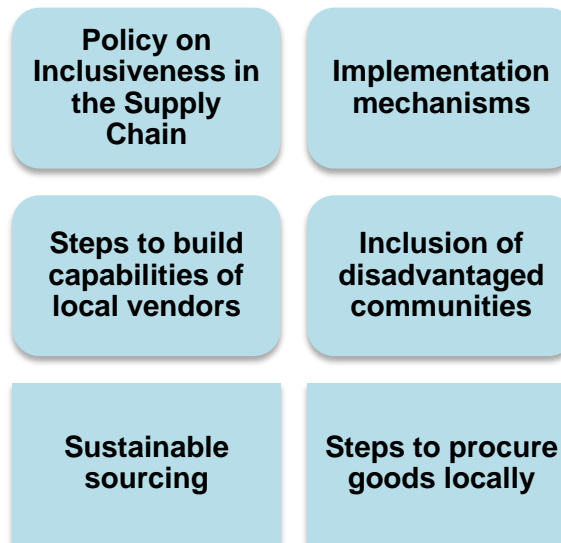 Policy on
Inclusiveness in
the Supply
Chain
Implementation
mechanisms
Steps to build
capabilities of
local vendors
Inclusion of
disadvantaged
communities
Sustainable
sourcing
Steps to procure
goods locally